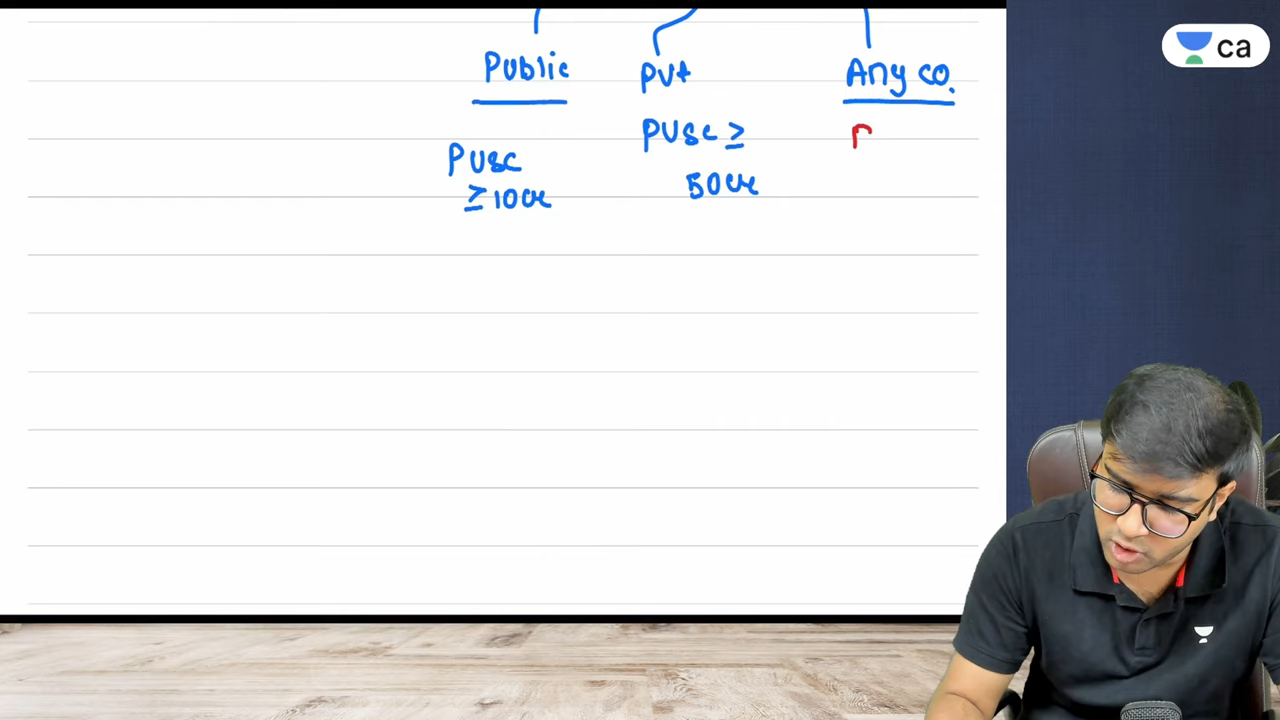 ca
Public
Pvt
Any co.
PUSC ≥
50cr
PUSC
≥10cr